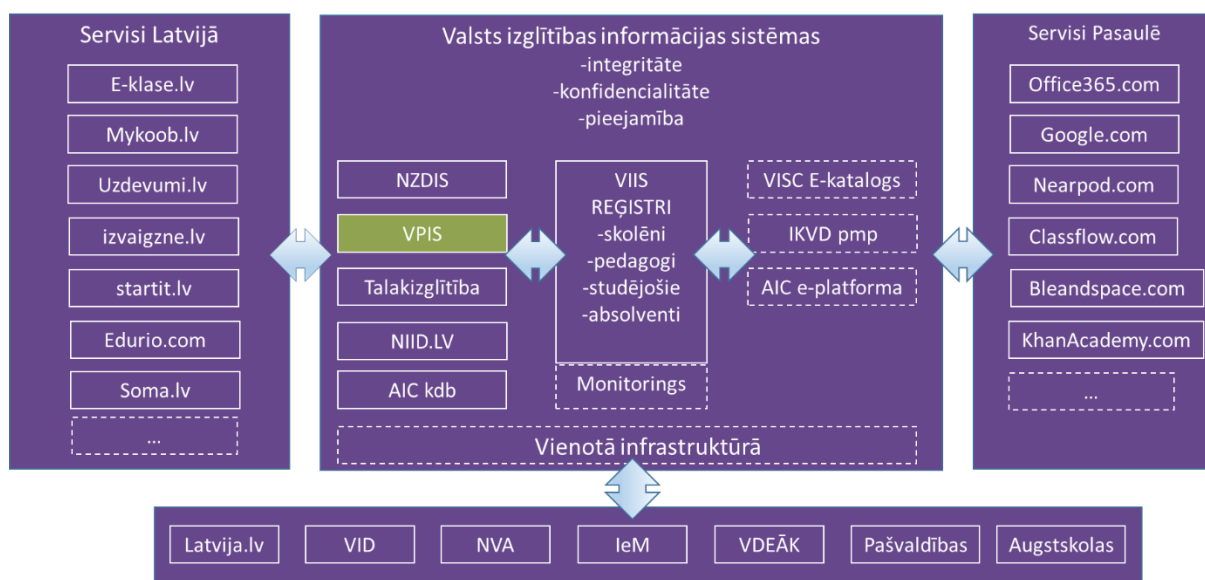 Servisi Latvijā
E-klase.lv
Mykoob.lv
Uzdevumi.lv
izvaigzne.lv
startit.lv
Edurio.com
Soma.lv
...
Valsts izglītības informācijas sistēmas
-integritāte
-konfidencialitāte
-pieejamība
NZDIS
VPIS
Talakizglītība
NIID.LV
AIC kdb
VIIS
REĢISTRI
-skolēni
-pedagogi
-studējošie
-absolventi
Monitorings
VISC E-katalogs
IKVD pmp
AIC e-platforma
Vienotā infrastruktūrā
Servisi Pasaulē
Office365.com
Google.com
Nearpod.com
Classflow.com
Bleandspace.com
KhanAcademy.com
...
Latvija.lv
VID
NVA
IeM
VDEĀK
Pašvaldības
Augstskolas